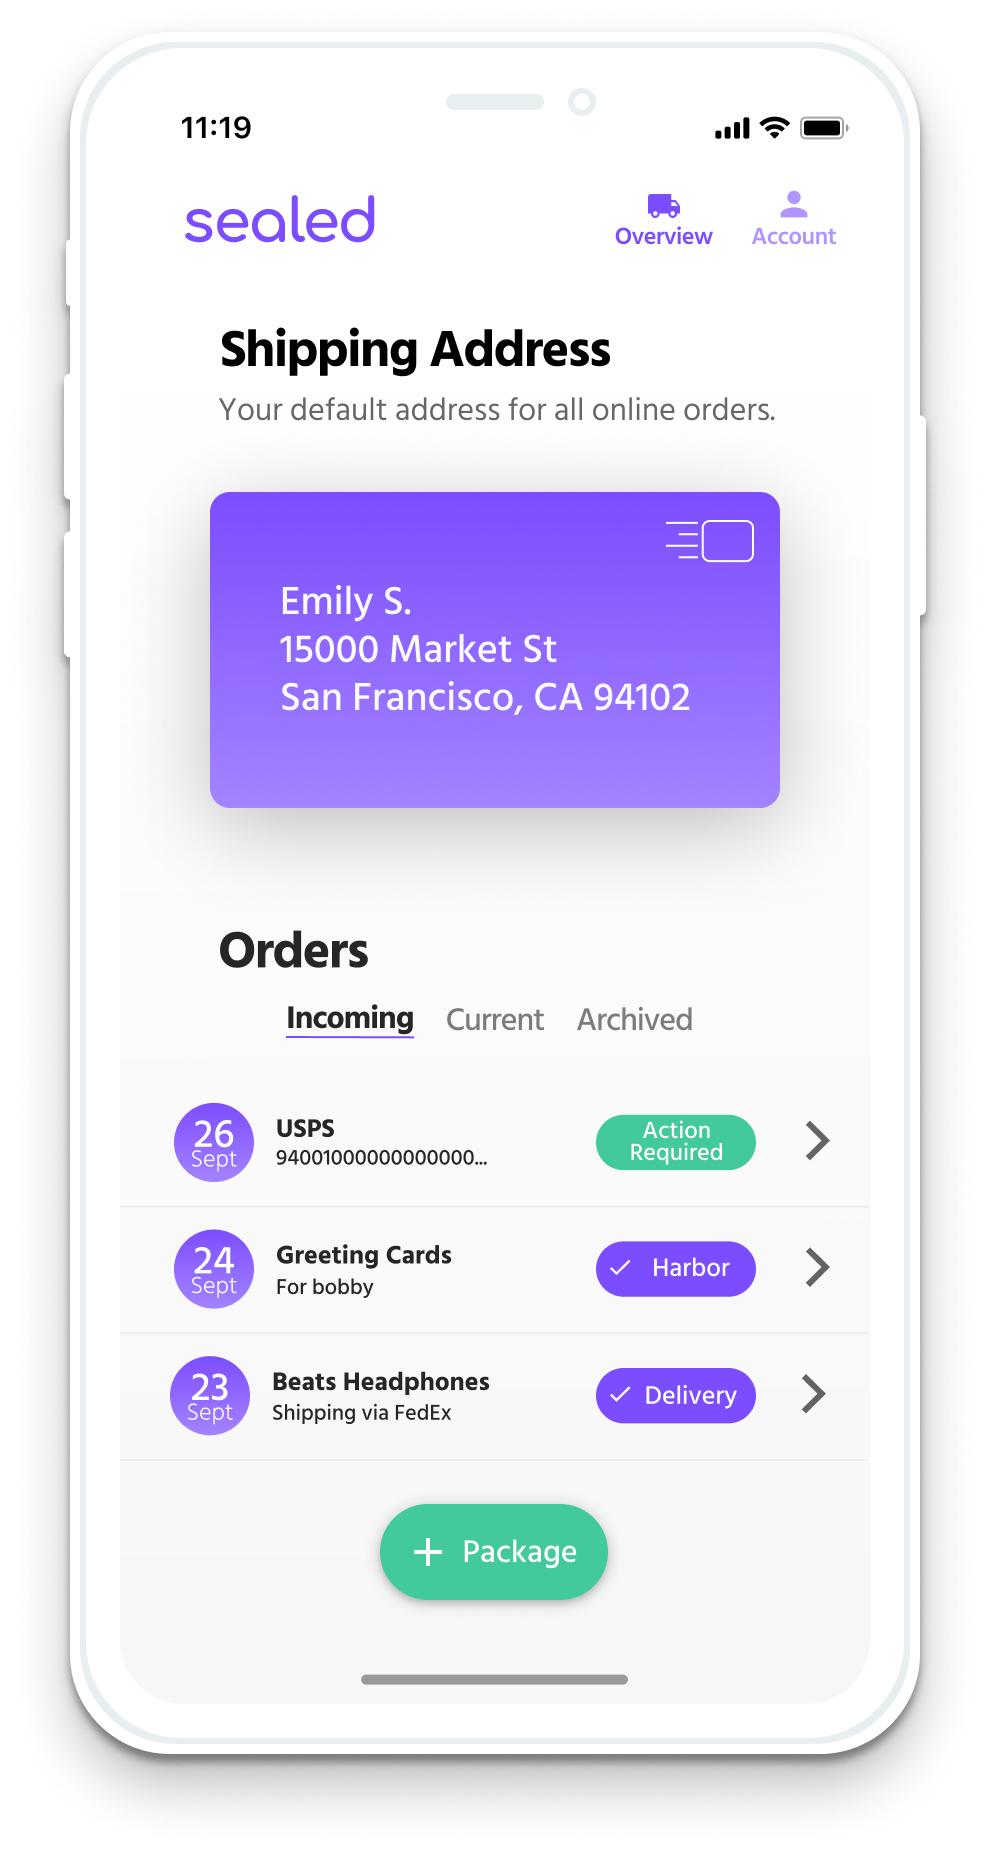 11:19
sealed
Overview
Account
Shipping Address
Your default address for all online orders.
Emily S.
15000 Market St
San Francisco, CA 94102
Orders
Incoming Current Archived
26
Sept
USPS
94001000000000000...
Action
Required
24
Sept
Greeting Cards
For bobby
Harbor
23
Sept
Beats Headphones
Shipping via FedEx
Delivery
+ Package